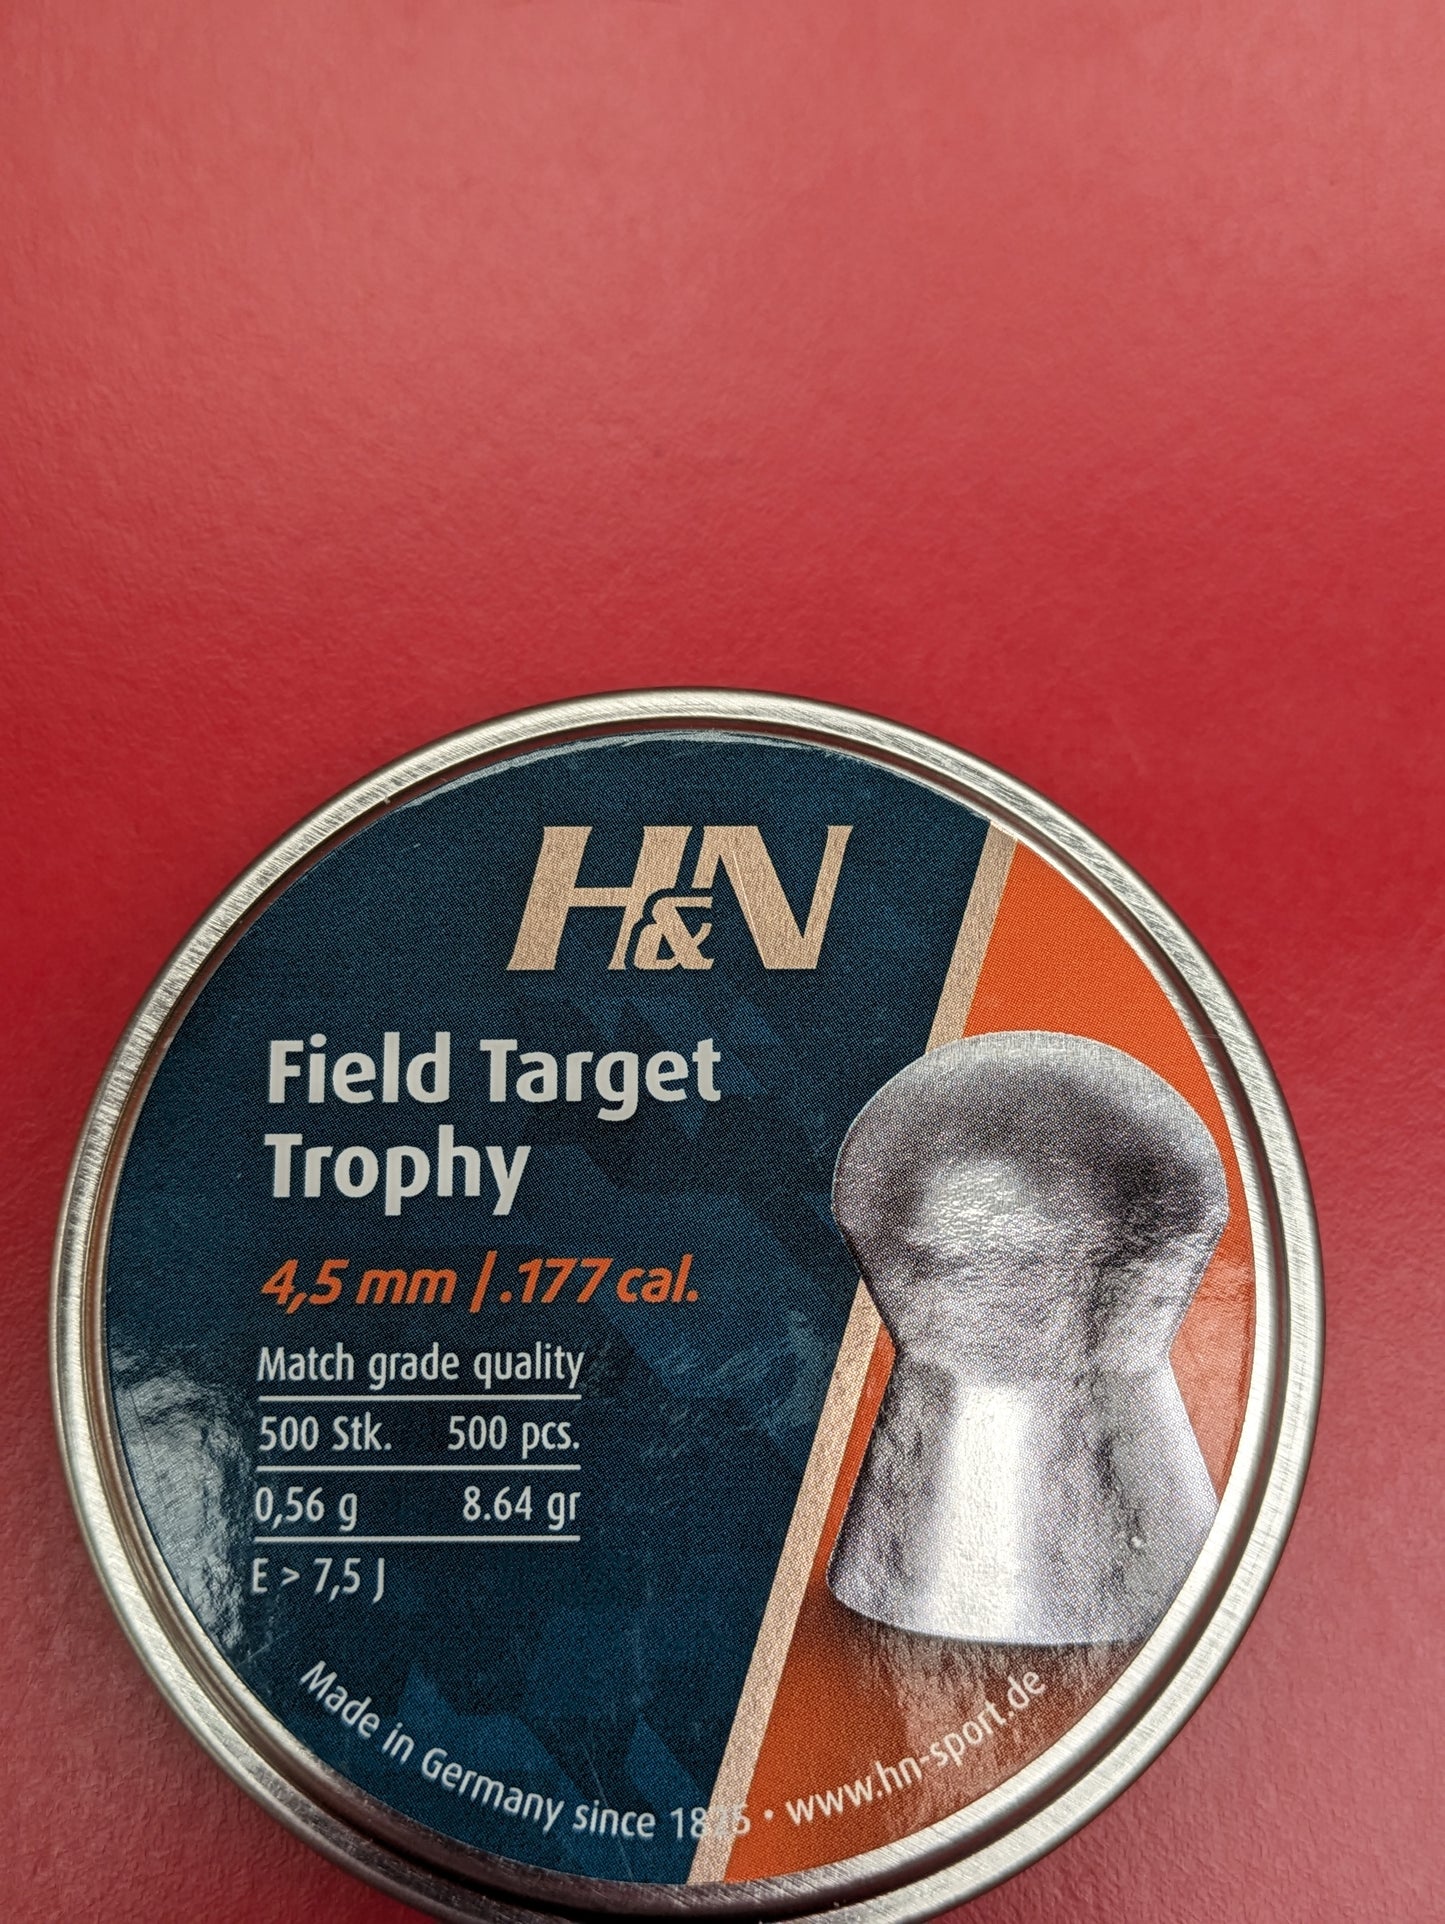 H&N
Field Target
Trophy
4,5 mm / .177 cal.
Match grade quality
500 Stk. 500 pcs.
0,56 g 8.64 gr
E > 7,5 J
Made in Germany since 1825 • www.hn-sport.de